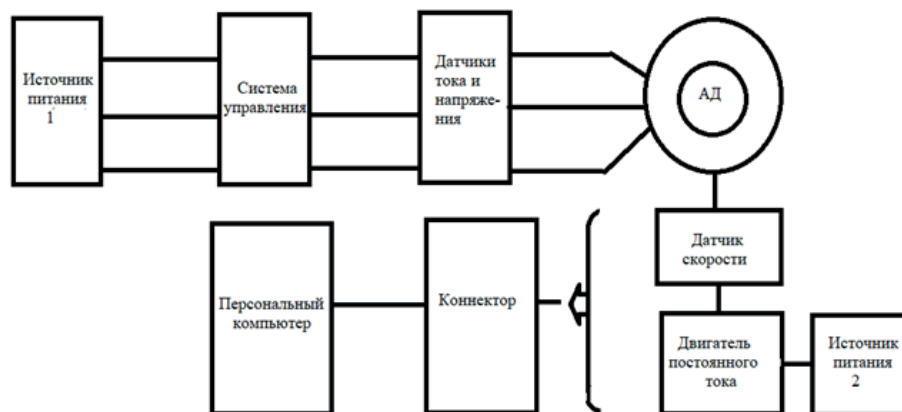 Источник
питания
1
Система
управления
Датчики
тока и
напряже-
ния
АД
Датчик
скорости
Персональный
компьютер
Коннектор
Двигатель
постоянного
тока
Источник
питания
2